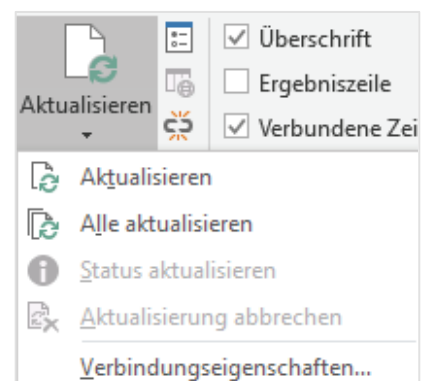 Überschrift
Ergebniszeile
Aktualisieren
Verbundene Zei
Aktualisieren
Alle aktualisieren
Status aktualisieren
Aktualisierung abbrechen
Verbindungseigenschaften...